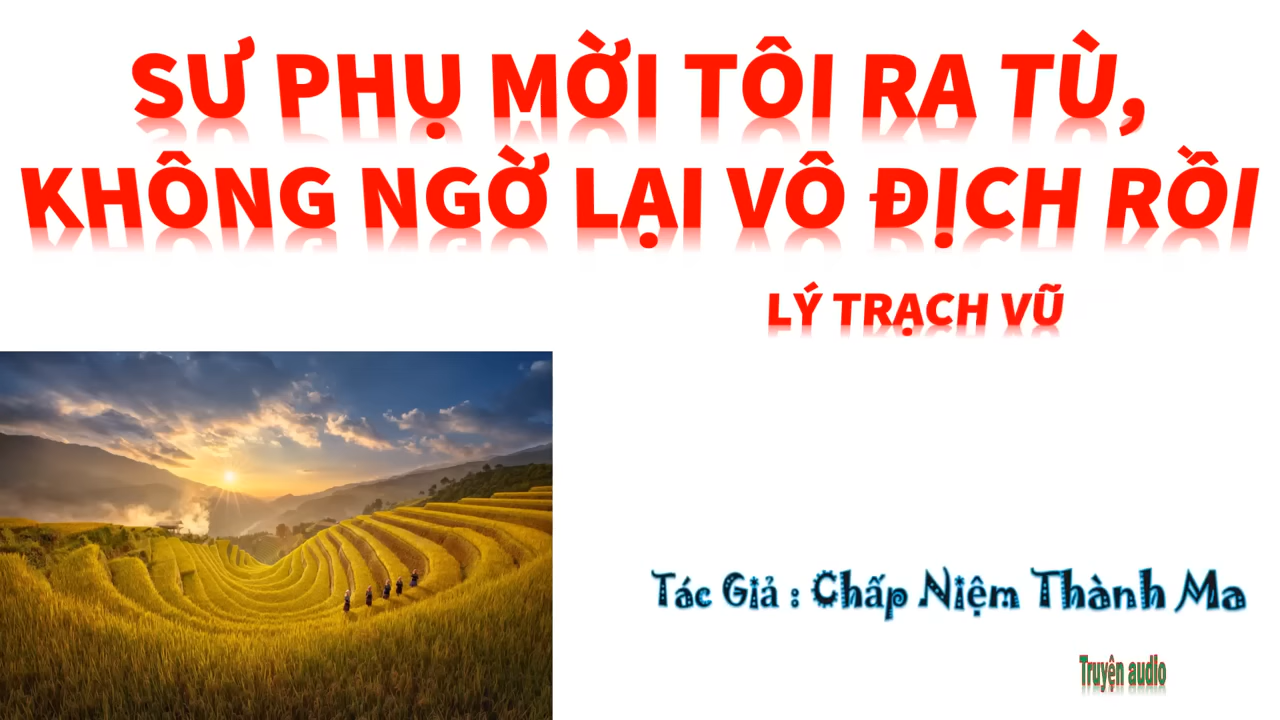 SƯ PHỤ MỜI TÔI RA TÙ,
KHÔNG NGỜ LẠI VÔ ĐỊCH RỒI
LÝ TRẠCH VŨ
Tác Giả : Chấp Niệm Thành Ma
Truyện audio